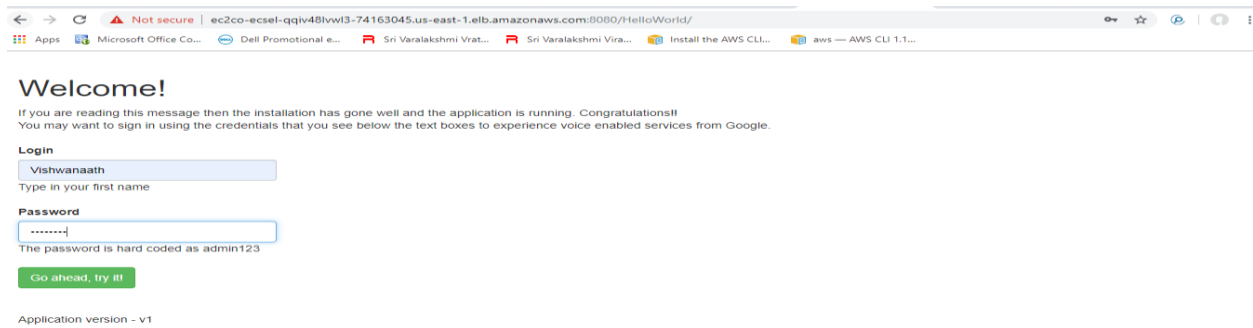 Not secure | ec2co-ecsel-qqiv48lvwl3-74163045.us-east-1.elb.amazonaws.com:8080/HelloWorld/
Apps Microsoft Office Co... Dell Promotional e... Sri Varalakshmi Vrat... Sri Varalakshmi Vira... Install the AWS CLI... aws — AWS CLI 1.1...
Welcome!
If you are reading this message then the installation has gone well and the application is running. Congratulations!!
You may want to sign in using the credentials that you see below the text boxes to experience voice enabled services from Google.
Login
Vishwanaath
Type in your first name
Password
········
The password is hard coded as admin123
Go ahead, try it!
Application version - v1